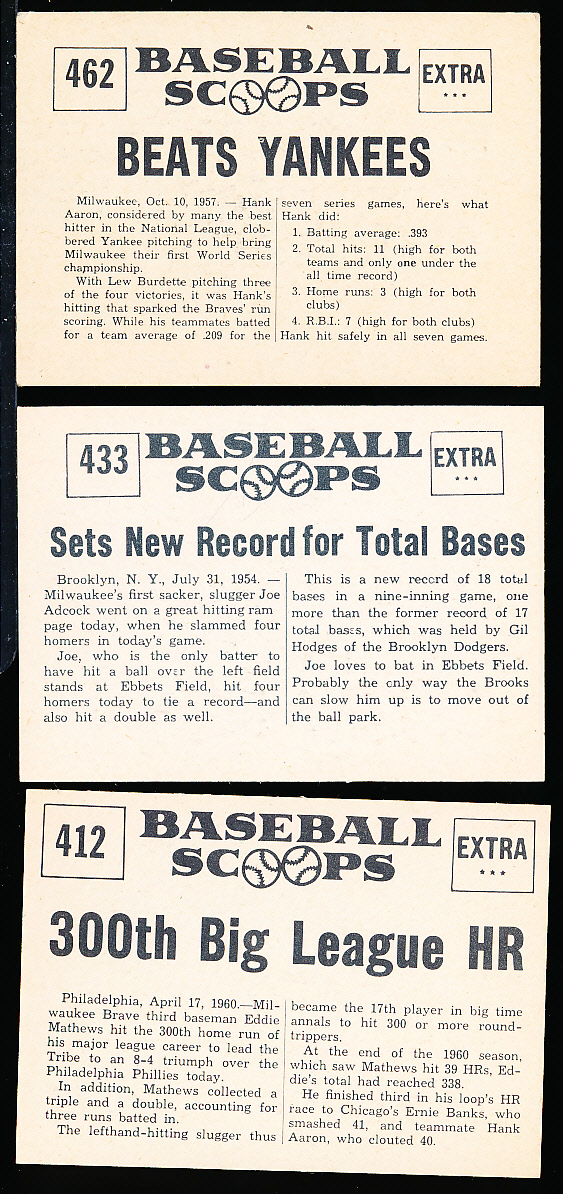 462
BASEBALL
SCOOPS
EXTRA
***
BEATS YANKEES
Milwaukee, Oct. 10, 1957. — Hank
Aaron, considered by many the best
hitter in the National League, clob-
bered Yankee pitching to help bring
Milwaukee their first World Series
championship.
With Lew Burdette pitching three
of the four victories, it was Hank's
hitting that sparked the Braves' run
scoring. While his teammates batted
for a team average of .209 for the
seven series games, here's what
Hank did:
1. Batting average: .393
2. Total hits: 11 (high for both
teams and only one under the
all time record)
3. Home runs: 3 (high for both
clubs)
4. R.B.I.: 7 (high for both clubs)
Hank hit safely in all seven games.
433
BASEBALL
SCOOPS
EXTRA
***
Sets New Record for Total Bases
Brooklyn, N. Y., July 31, 1954. —
Milwaukee's first sacker, slugger Joe
Adcock went on a great hitting ram
page today, when he slammed four
homers in today's game.
Joe, who is the only batter to
have hit a ball over the left field
stands at Ebbets Field, hit four
homers today to tie a record—and
also hit a double as well.
This is a new record of 18 total
bases in a nine-inning game, one
more than the former record of 17
total bases, which was held by Gil
Hodges of the Brooklyn Dodgers.
Joe loves to bat in Ebbets Field.
Probably the only way the Brooks
can slow him up is to move out of
the ball park.
412
BASEBALL
SCOOPS
EXTRA
***
300th Big League HR
Philadelphia, April 17, 1960.—Mil-
waukee Brave third baseman Eddie
Mathews hit the 300th home run of
his major league career to lead the
Tribe to an 8-4 triumph over the
Philadelphia Phillies today.
In addition, Mathews collected a
triple and a double, accounting for
three runs batted in.
The lefthand-hitting slugger thus
became the 17th player in big time
annals to hit 300 or more round-
trippers.
At the end of the 1960 season,
which saw Mathews hit 39 HRs, Ed-
die's total had reached 338.
He finished third in his loop's HR
race to Chicago's Ernie Banks, who
smashed 41, and teammate Hank
Aaron, who clouted 40.